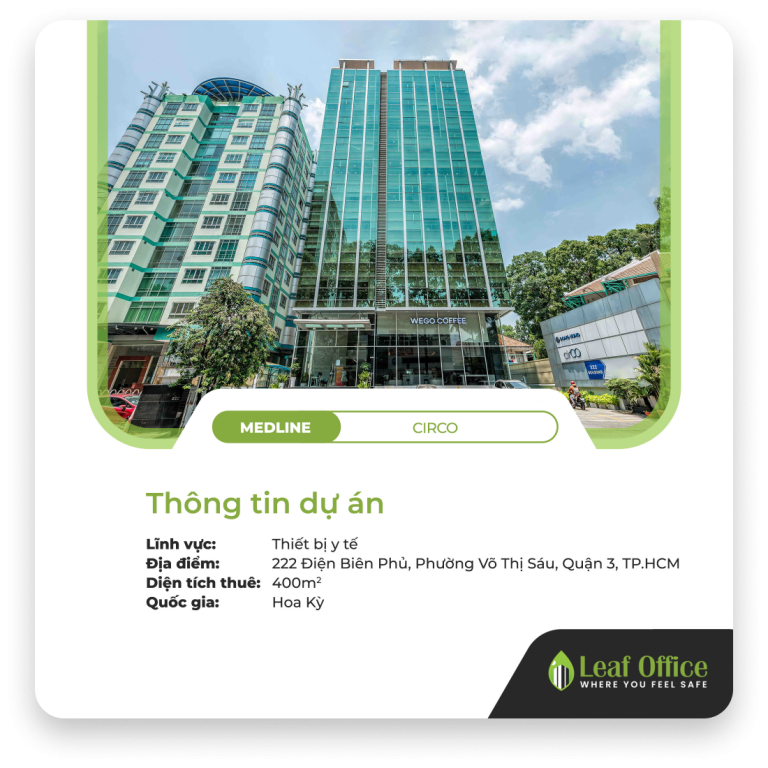 WEGO COFFEE
CIRCO
222
MEDLINE
CIRCO
Thông tin dự án
Lĩnh vực: Thiết bị y tế
Địa điểm: 222 Điện Biên Phủ, Phường Võ Thị Sáu, Quận 3, TP.HCM
Diện tích thuê: 400m²
Quốc gia: Hoa Kỳ
Leaf Office
WHERE YOU FEEL SAFE